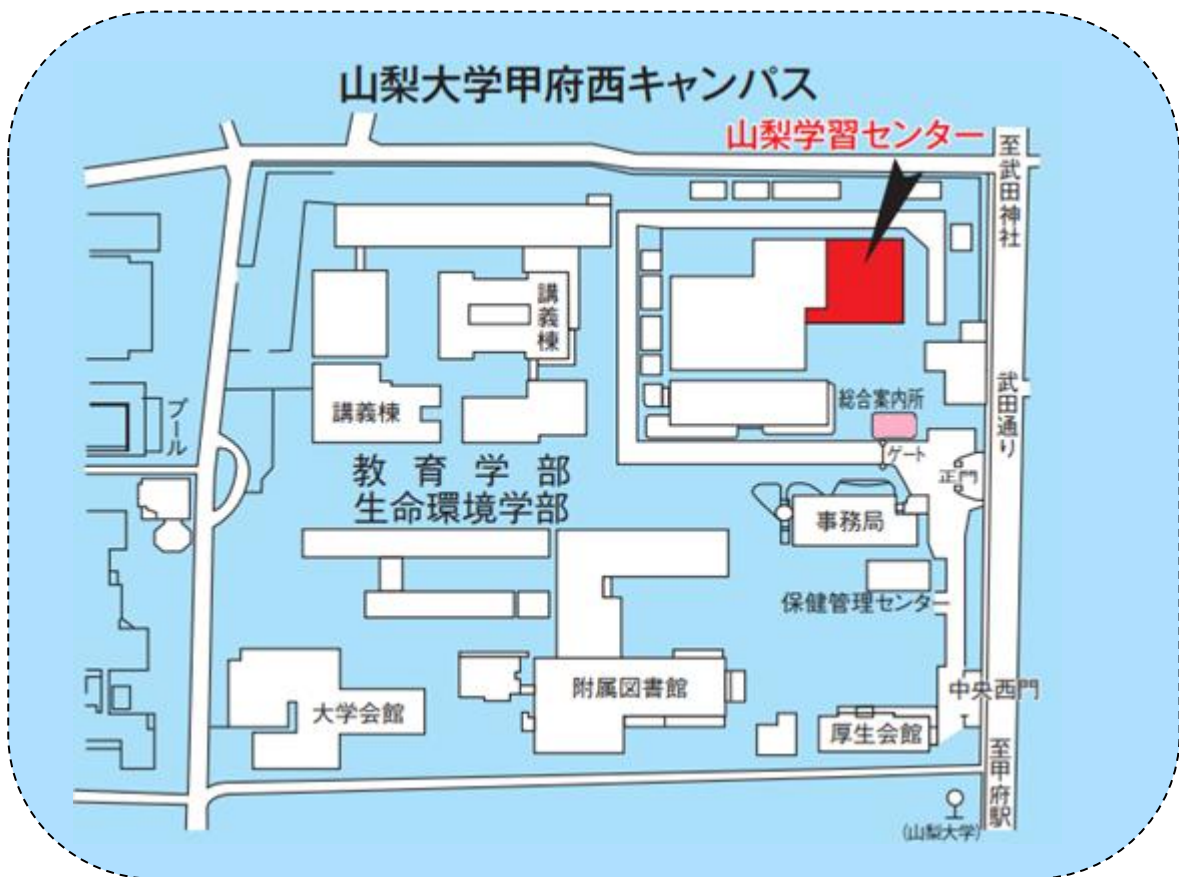 山梨大学甲府西キャンパス
山梨学習センター
至武田神社
講義棟
講義棟
プール
総合案内所
武田通り
ゲート
正門
教育学部
生命環境学部
事務局
保健管理センター
中央西門
附属図書館
大学会館
厚生会館
至甲府駅
(山梨大学)